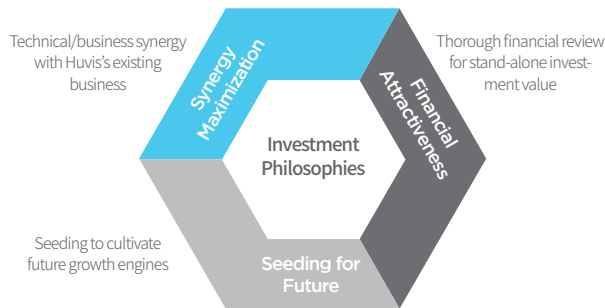 Technical/business synergy
with Huvis's existing
business
Synergy
Maximization
Financial
Attractiveness
Thorough financial review
for stand-alone invest-
ment value
Investment
Philosophies
Seeding to cultivate
future growth engines
Seeding for
Future